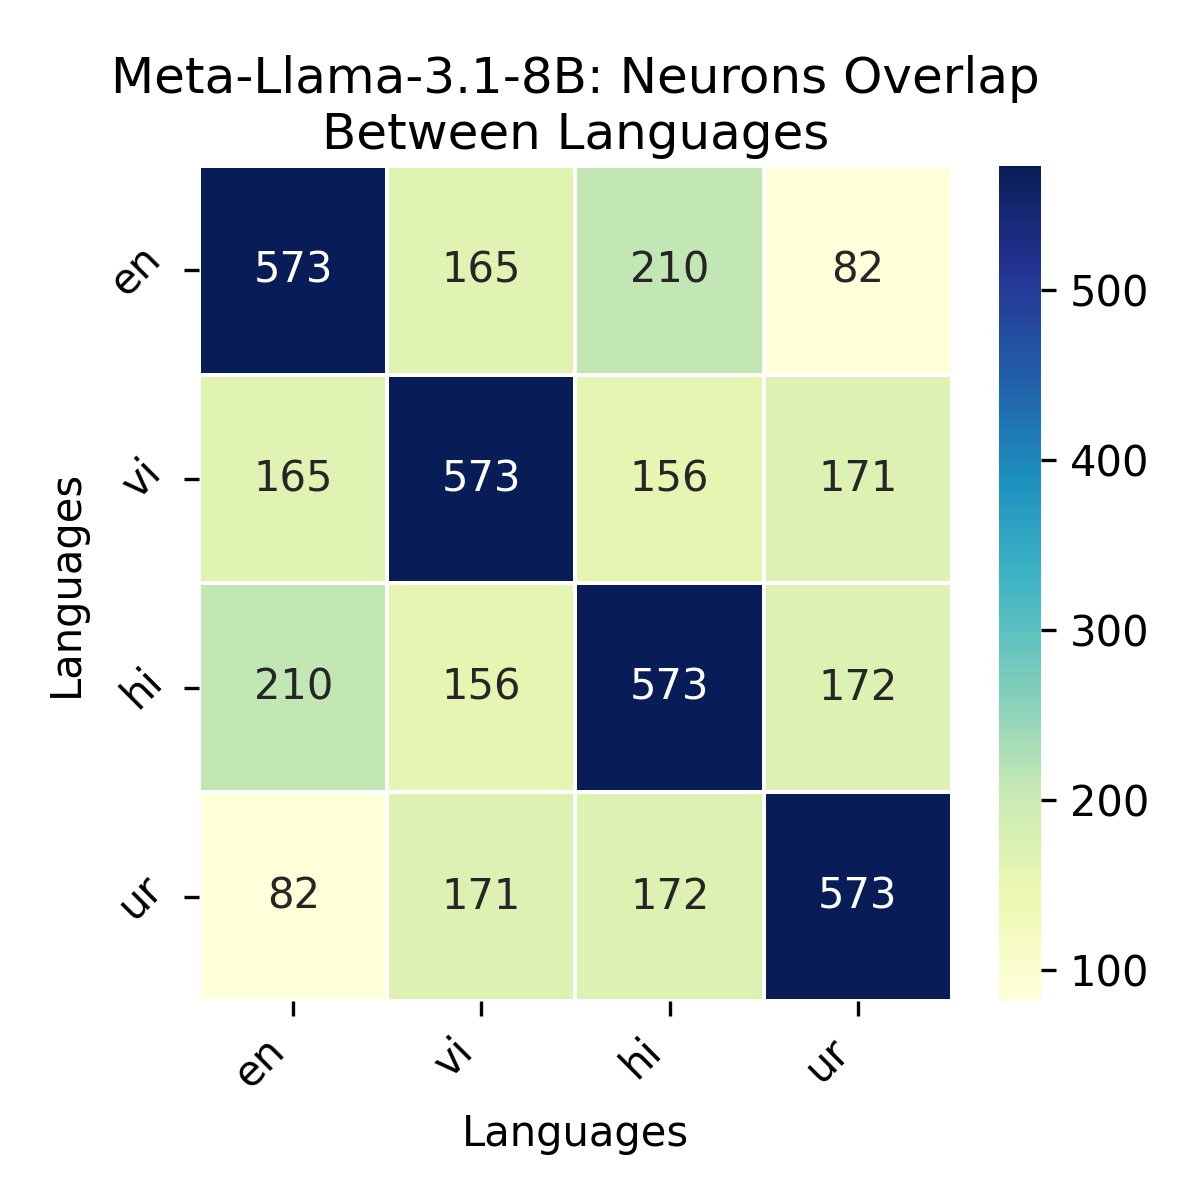 Meta-Llama-3.1-8B: Neurons Overlap
Between Languages
en 573 165 210 82
vi 165 573 156 171
hi 210 156 573 172
ur 82 171 172 573
en vi hi ur
Languages
Languages
500
400
300
200
100